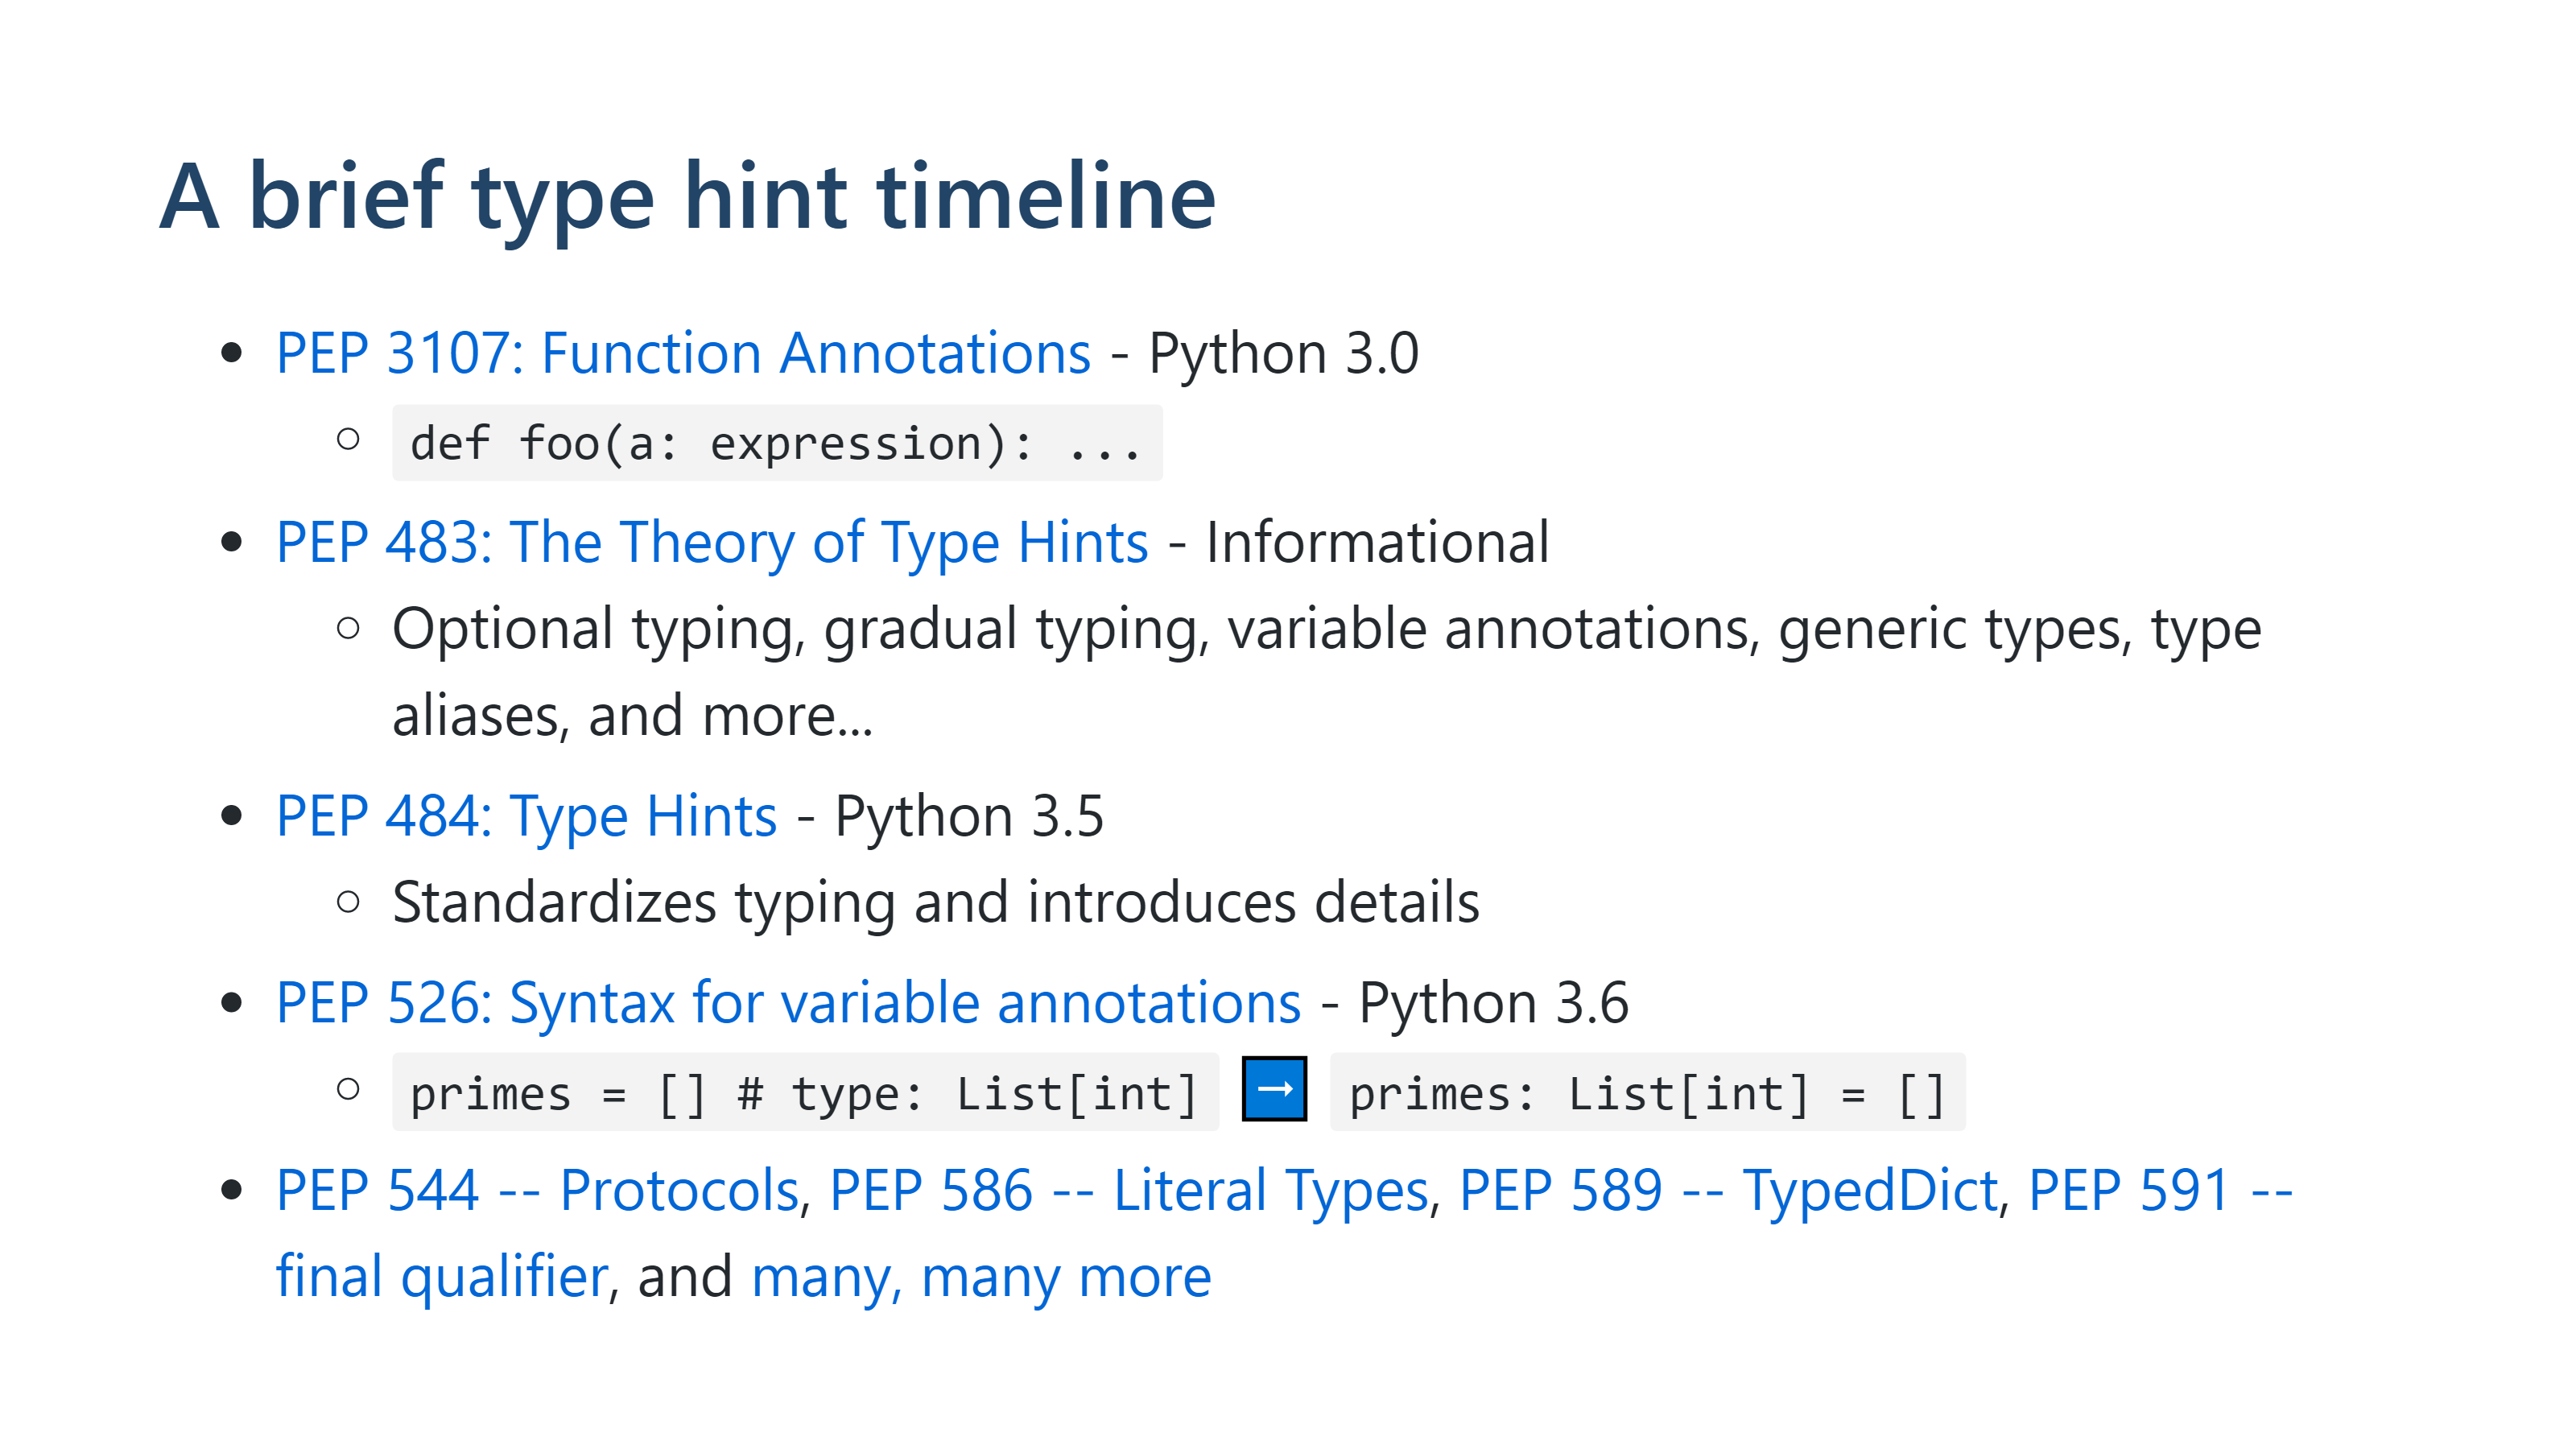 A brief type hint timeline
• PEP 3107: Function Annotations - Python 3.0
◦ def foo(a: expression): ...
• PEP 483: The Theory of Type Hints - Informational
◦ Optional typing, gradual typing, variable annotations, generic types, type
aliases, and more...
• PEP 484: Type Hints - Python 3.5
◦ Standardizes typing and introduces details
• PEP 526: Syntax for variable annotations - Python 3.6
◦ primes = [] # type: List[int] ➡ primes: List[int] = []
• PEP 544 -- Protocols, PEP 586 -- Literal Types, PEP 589 -- TypedDict, PEP 591 --
final qualifier, and many, many more